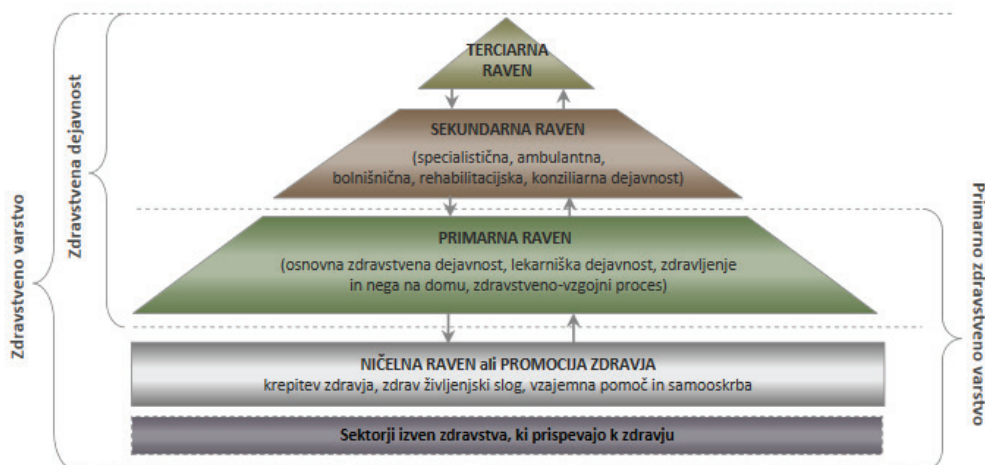 Zdravstveno varstvo
Zdravstvena dejavnost
TERCIARNA
RAVEN
SEKUNDARNA RAVEN
(specialistična, ambulantna,
bolnišnična, rehabilitacijska, konziliarna dejavnost)
PRIMARNA RAVEN
(osnovna zdravstvena dejavnost, lekarniška dejavnost, zdravljenje
in nega na domu, zdravstveno-vzgojni proces)
NIČELNA RAVEN ali PROMOCIJA ZDRAVJA
krepitev zdravja, zdrav življenjski slog, vzajemna pomoč in samooskrba
Sektorji izven zdravstva, ki prispevajo k zdravju
Primarno zdravstveno varstvo